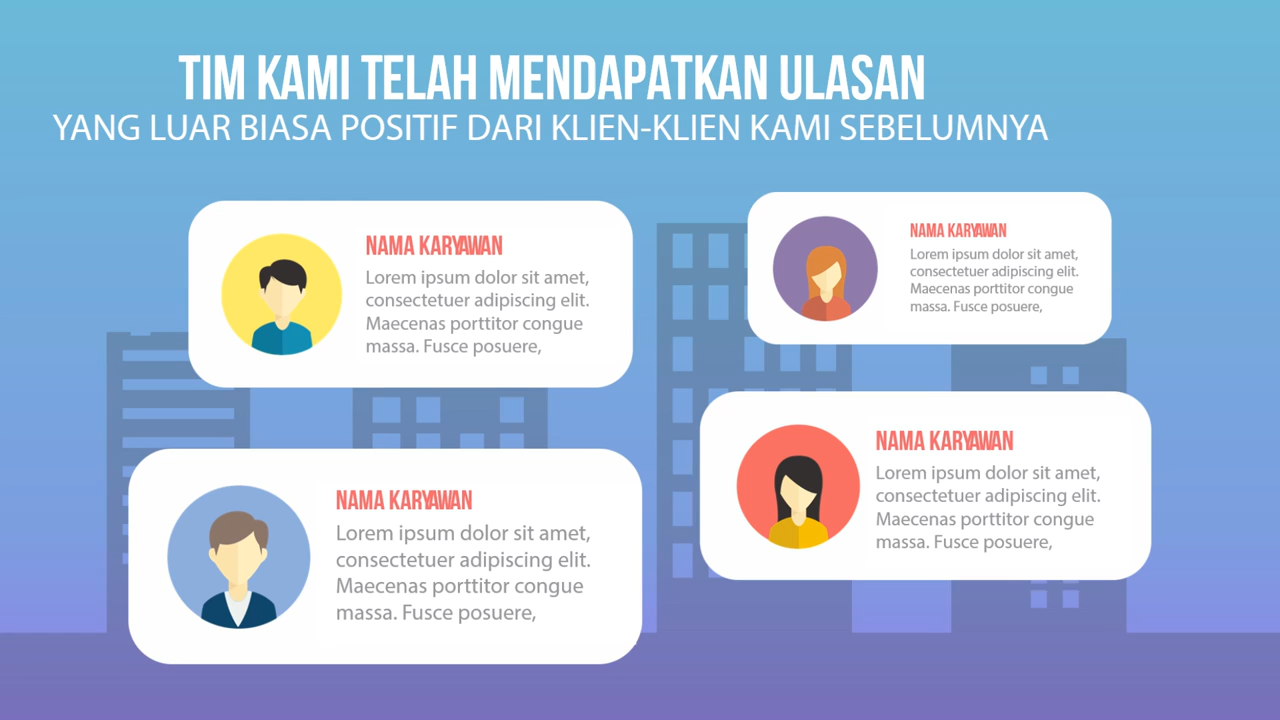 TIM KAMI TELAH MENDAPATKAN ULASAN
YANG LUAR BIASA POSITIF DARI KLIEN-KLIEN KAMI SEBELUMNYA
NAMA KARYAWAN
Lorem ipsum dolor sit amet,
consectetuer adipiscing elit.
Maecenas porttitor congue
massa. Fusce posuere,
NAMA KARYAWAN
Lorem ipsum dolor sit amet,
consectetuer adipiscing elit.
Maecenas porttitor congue
massa. Fusce posuere,
NAMA KARYAWAN
Lorem ipsum dolor sit amet,
consectetuer adipiscing elit.
Maecenas porttitor congue
massa. Fusce posuere,
NAMA KARYAWAN
Lorem ipsum dolor sit amet,
consectetuer adipiscing elit.
Maecenas porttitor congue
massa. Fusce posuere,